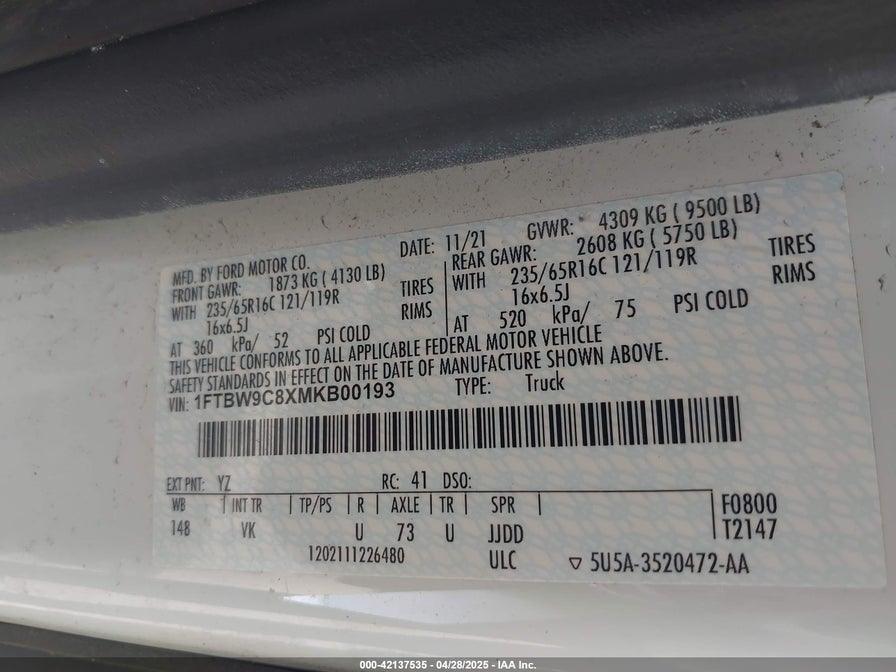 MFD. BY FORD MOTOR CO. DATE: 11/21 GVWR: 4309 KG ( 9500 LB)
FRONT GAWR: 1873 KG ( 4130 LB) REAR GAWR: 2608 KG ( 5750 LB)
WITH 235/65R16C 121/119R TIRES WITH 235/65R16C 121/119R TIRES
16x6.5J RIMS 16x6.5J RIMS
AT 360 kPa/ 52 PSI COLD AT 520 kPa/ 75 PSI COLD
THIS VEHICLE CONFORMS TO ALL APPLICABLE FEDERAL MOTOR VEHICLE
SAFETY STANDARDS IN EFFECT ON THE DATE OF MANUFACTURE SHOWN ABOVE.
VIN: 1FTBW9C8XMKB00193 TYPE: Truck
EXT PNT: YZ RC: 41 DSO:
WB INT TR TP/PS R AXLE TR SPR F0800
148 VK U 73 U JJDD T2147
1202111226480 ULC 5U5A-3520472-AA
000-42137535 - 04/28/2025 - IAA Inc.